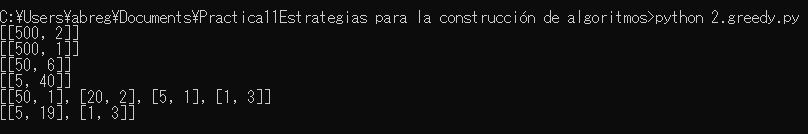 C:¥Users¥abreg¥Documents¥Practica11Estrategias para la construcción de algoritmos>python 2.greedy.py
[[500, 2]]
[[500, 1]]
[[50, 6]]
[[5, 40]]
[[50, 1], [20, 2], [5, 1], [1, 3]]
[[5, 19], [1, 3]]